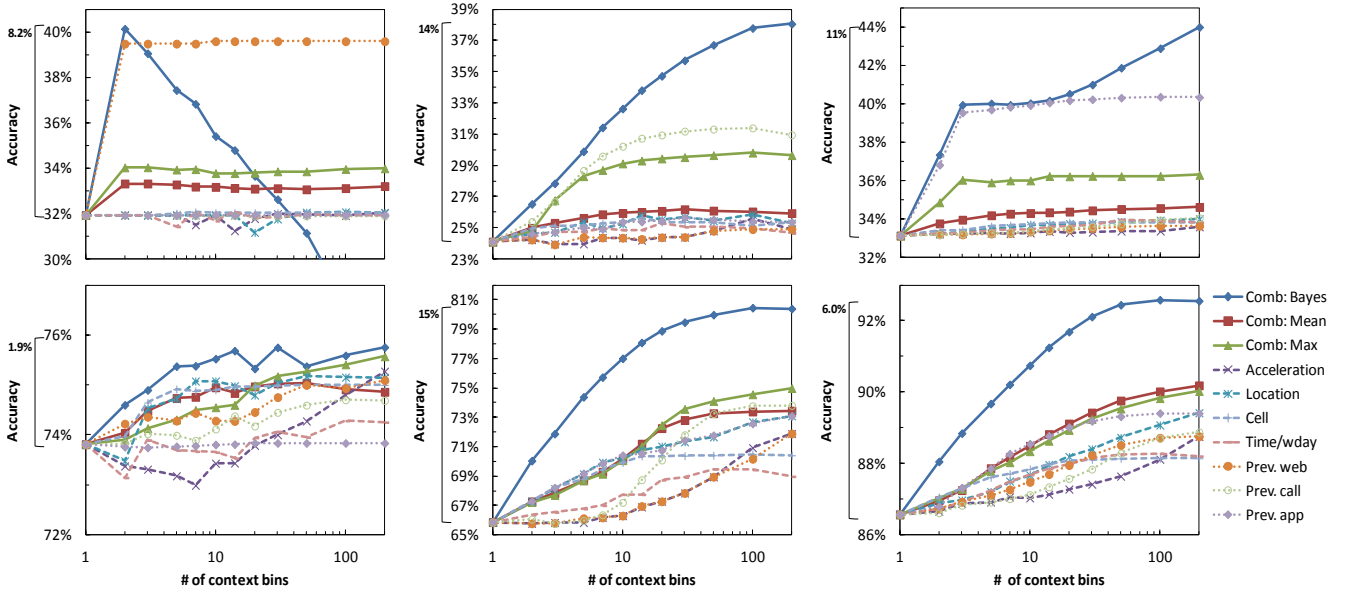 8.2%
40%
38%
36%
34%
32%
30%
Accuracy
14%
39%
37%
35%
33%
31%
29%
27%
25%
23%
Accuracy
11%
44%
42%
40%
38%
36%
34%
32%
Accuracy
1.9%
76%
74%
72%
Accuracy
1 10 100
# of context bins
15%
81%
79%
77%
75%
73%
71%
69%
67%
65%
Accuracy
1 10 100
# of context bins
6.0%
92%
90%
88%
86%
Accuracy
1 10 100
# of context bins
Comb: Bayes
Comb: Mean
Comb: Max
Acceleration
Location
Cell
Time/wday
Prev. web
Prev. call
Prev. app